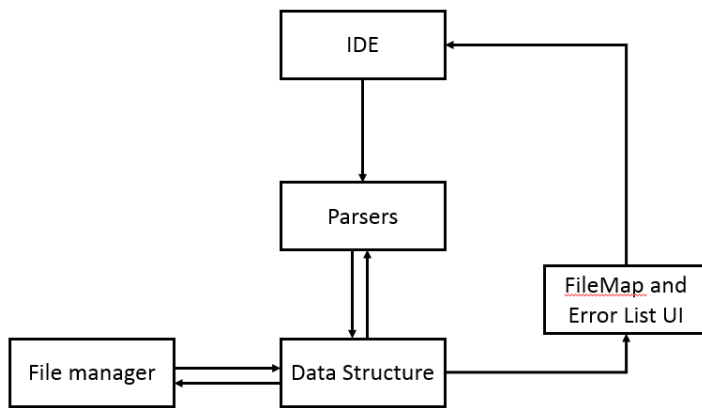 IDE
Parsers
FileMap and
Error List UI
File manager
Data Structure